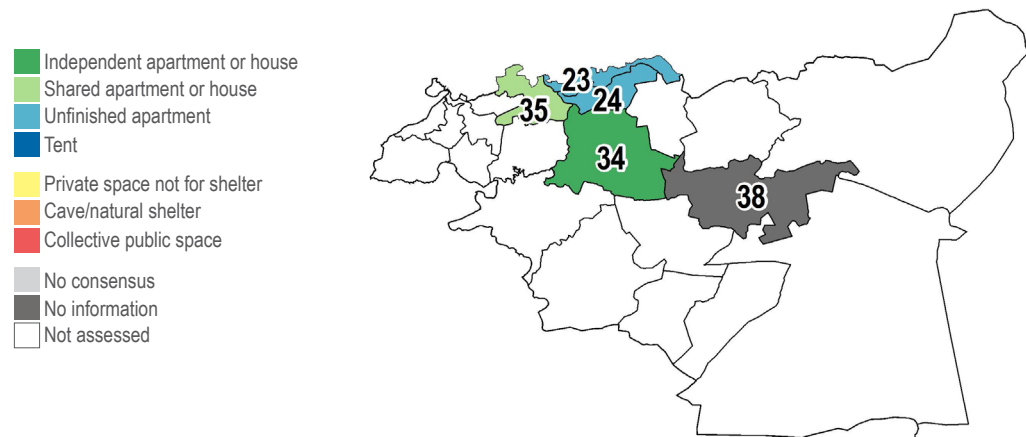 Independent apartment or house
Shared apartment or house
Unfinished apartment
Tent
Private space not for shelter
Cave/natural shelter
Collective public space
No consensus
No information
Not assessed
23
24
35
34
38